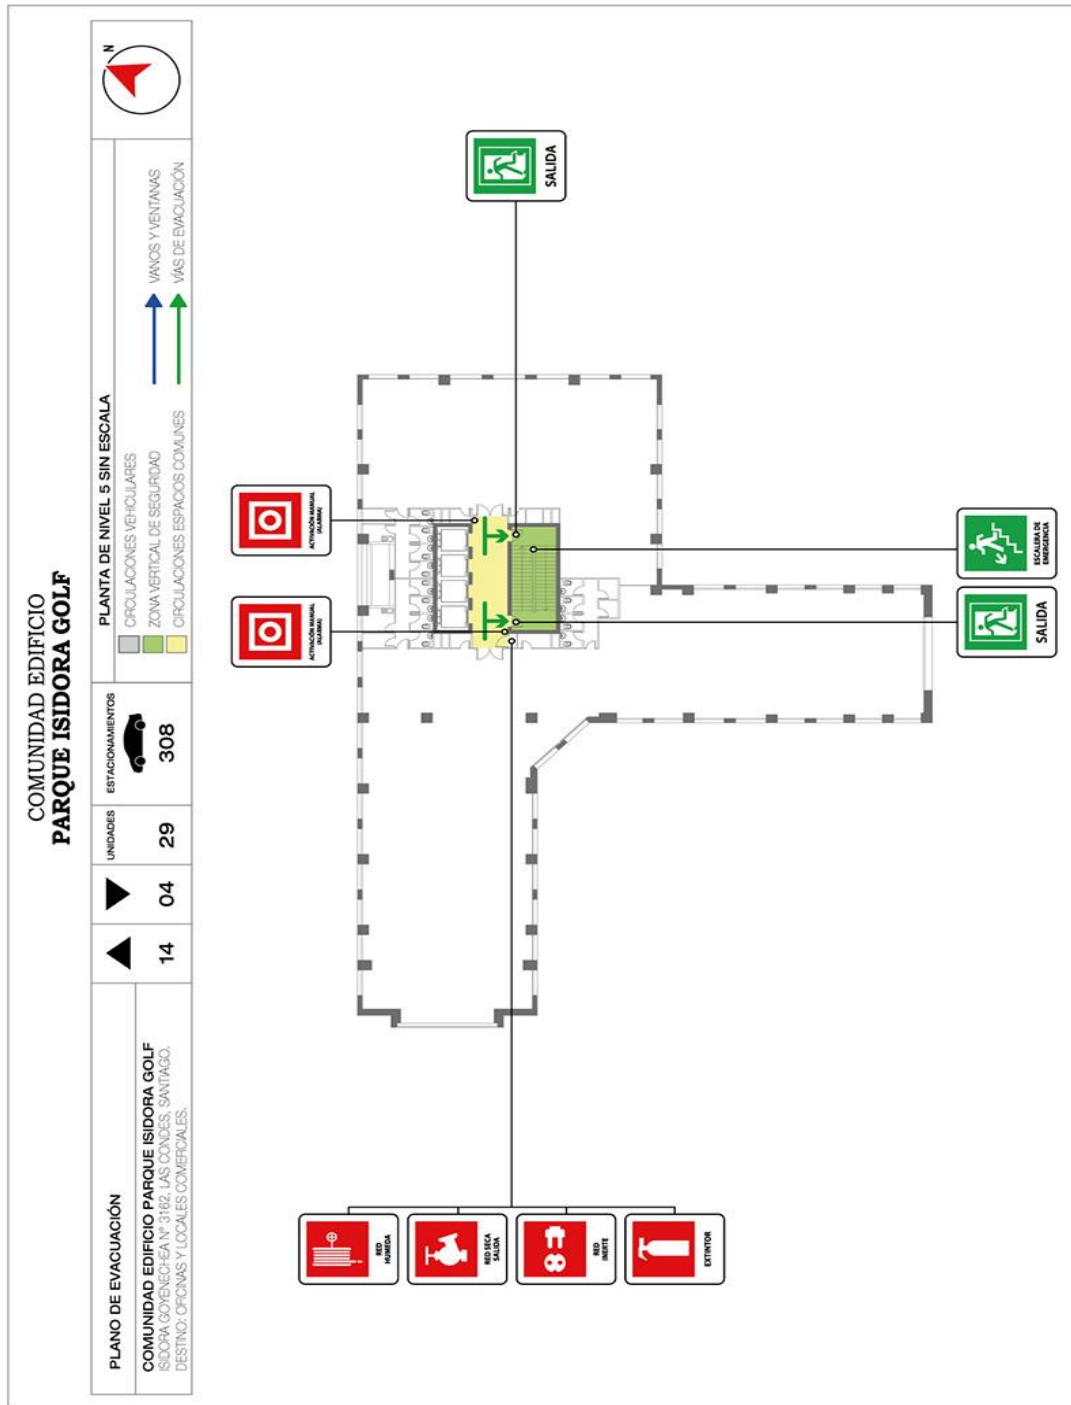 COMUNIDAD EDIFICIO
PARQUE ISIDORA GOLF
PLANO DE EVACUACIÓN
COMUNIDAD EDIFICIO PARQUE ISIDORA GOLF
ISIDORA GOYENECHEA N° 3162, LAS CONDES, SANTIAGO.
DESTINO: OFICINAS Y LOCALES COMERCIALES.
14
04
UNIDADES
29
ESTACIONAMIENTOS
308
PLANTA DE NIVEL 5 SIN ESCALA
CIRCULACIONES VEHICULARES
ZONA VERTICAL DE SEGURIDAD
CIRCULACIONES ESPACIOS COMUNES
VANOS Y VENTANAS
VÍAS DE EVACUACIÓN
N
ACTIVACIÓN MANUAL
(ALARMA)
ACTIVACIÓN MANUAL
(ALARMA)
SALIDA
RED
HUMEDA
RED SECA
SALIDA
RED
INERTE
EXTINTOR
SALIDA
ESCALERA DE
EMERGENCIA